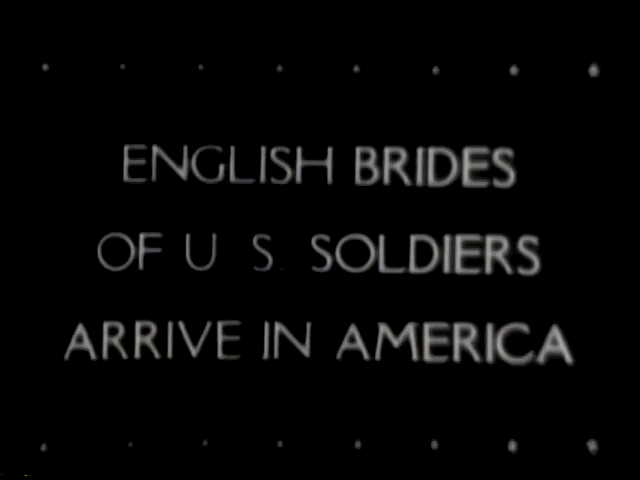 ENGLISH BRIDES
OF U S. SOLDIERS
ARRIVE IN AMERICA